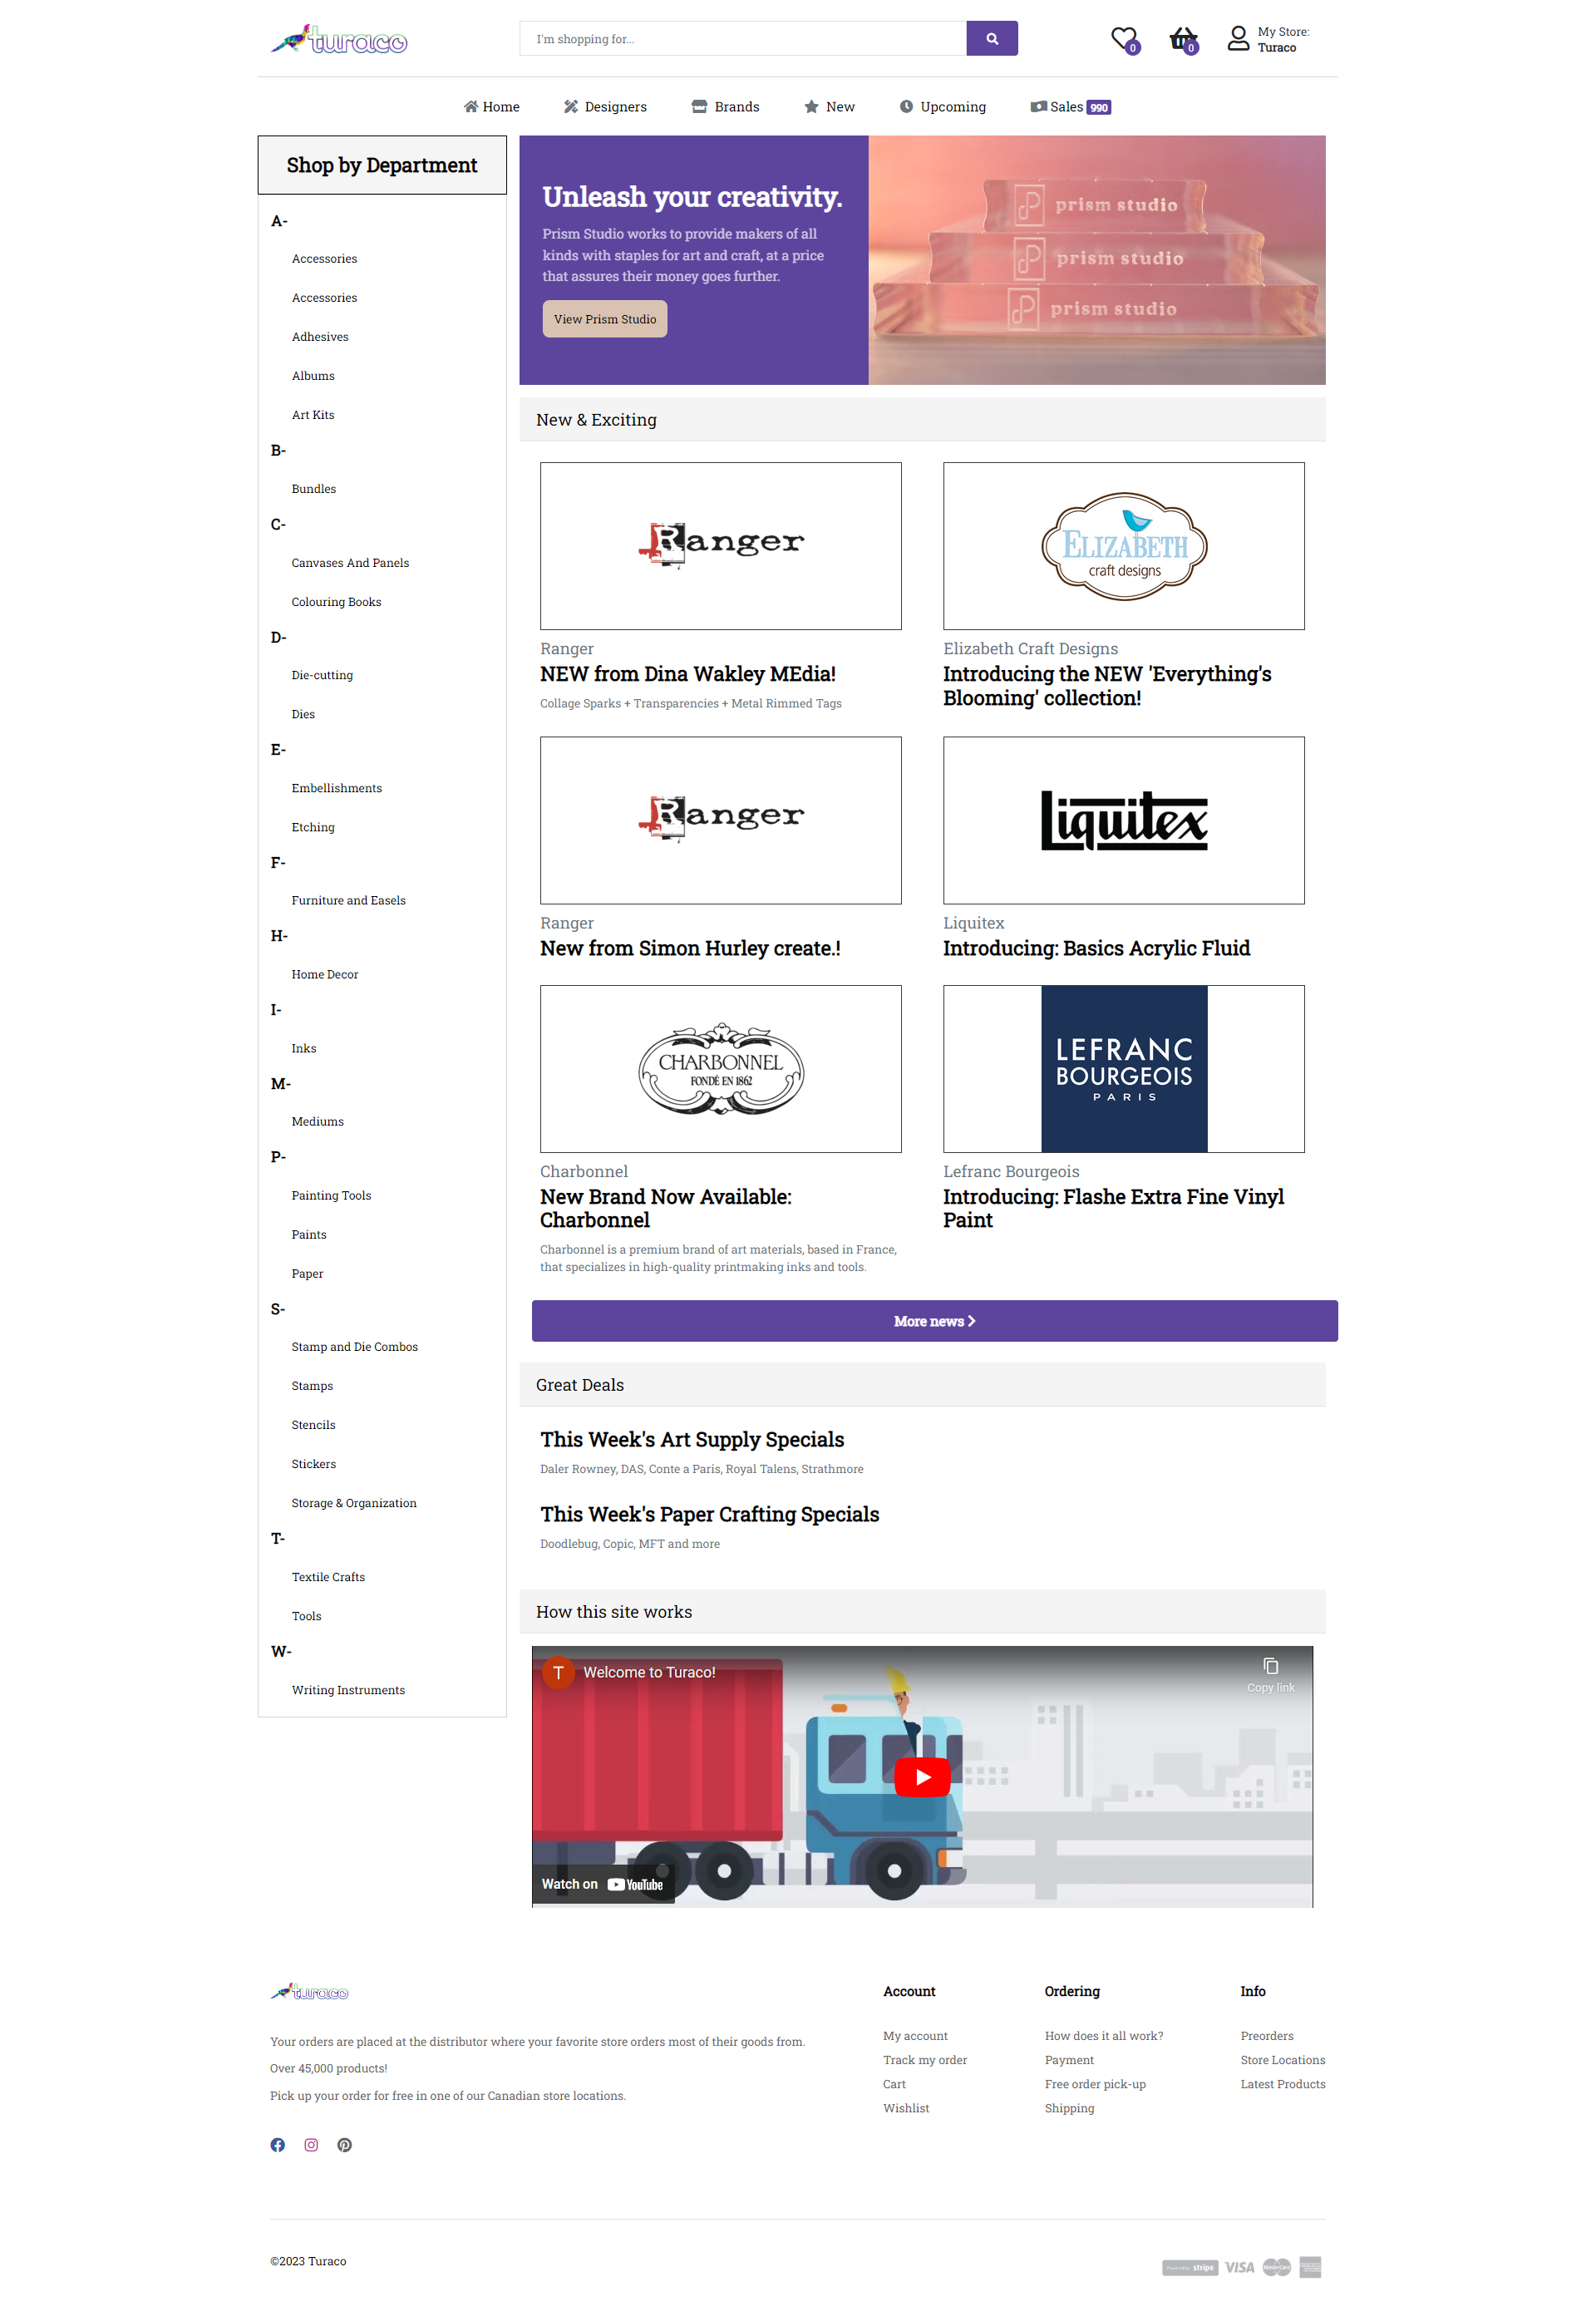 turaco
I'm shopping for...
0
0
My Store:
Turaco
Home
Designers
Brands
New
Upcoming
Sales 990
Shop by Department
A-
Accessories
Accessories
Adhesives
Albums
Art Kits
B-
Bundles
C-
Canvases And Panels
Colouring Books
D-
Die-cutting
Dies
E-
Embellishments
Etching
F-
Furniture and Easels
H-
Home Decor
I-
Inks
M-
Mediums
P-
Painting Tools
Paints
Paper
S-
Stamp and Die Combos
Stamps
Stencils
Stickers
Storage & Organization
T-
Textile Crafts
Tools
W-
Writing Instruments
Unleash your creativity.
Prism Studio works to provide makers of all
kinds with staples for art and craft, at a price
that assures their money goes further.
View Prism Studio
prism studio
prism studio
prism studio
New & Exciting
Ranger
Ranger
NEW from Dina Wakley MEdia!
Collage Sparks + Transparencies + Metal Rimmed Tags
ELIZABETH
craft designs
Elizabeth Craft Designs
Introducing the NEW 'Everything's
Blooming' collection!
Ranger
Ranger
New from Simon Hurley create.!
Liquitex
Liquitex
Introducing: Basics Acrylic Fluid
CHARBONNEL
FONDÉ EN 1862
Charbonnel
New Brand Now Available:
Charbonnel
Charbonnel is a premium brand of art materials, based in France,
that specializes in high-quality printmaking inks and tools.
LEFRANC
BOURGEOIS
PARIS
Lefranc Bourgeois
Introducing: Flashe Extra Fine Vinyl
Paint
More news
Great Deals
This Week's Art Supply Specials
Daler Rowney, DAS, Conte a Paris, Royal Talens, Strathmore
This Week's Paper Crafting Specials
Doodlebug, Copic, MFT and more
How this site works
T
Welcome to Turaco!
Copy link
Watch on YouTube
turaco
Your orders are placed at the distributor where your favorite store orders most of their goods from.
Over 45,000 products!
Pick up your order for free in one of our Canadian store locations.
Account
My account
Track my order
Cart
Wishlist
Ordering
How does it all work?
Payment
Free order pick-up
Shipping
Info
Preorders
Store Locations
Latest Products
©2023 Turaco
Powered by stripe
VISA
MasterCard